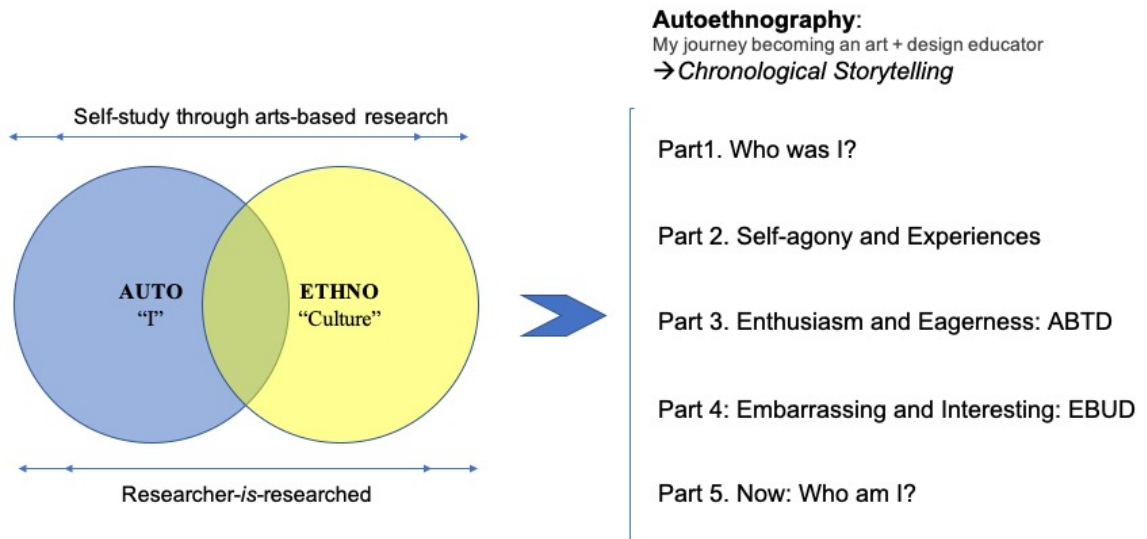 Self-study through arts-based research
AUTO
“I”
ETHNO
“Culture”
Researcher-is-researched
Autoethnography:
My journey becoming an art + design educator
→Chronological Storytelling
Part1. Who was I?
Part 2. Self-agony and Experiences
Part 3. Enthusiasm and Eagerness: ABTD
Part 4: Embarrassing and Interesting: EBUD
Part 5. Now: Who am I?